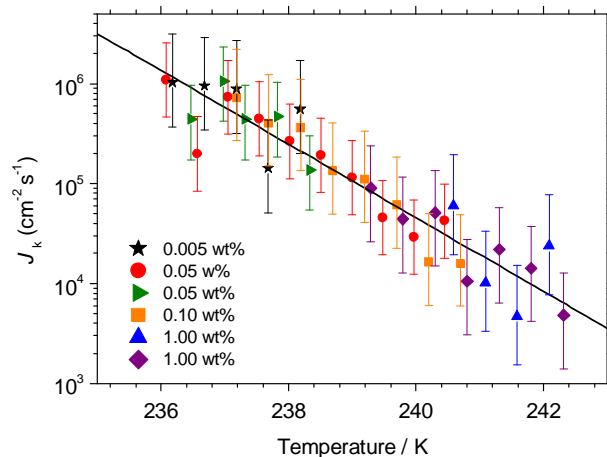 10⁶
10⁵
10⁴
10³
J_k (cm⁻² s⁻¹)
0.005 wt%
0.05 w%
0.05 wt%
0.10 wt%
1.00 wt%
1.00 wt%
236 238 240 242
Temperature / K